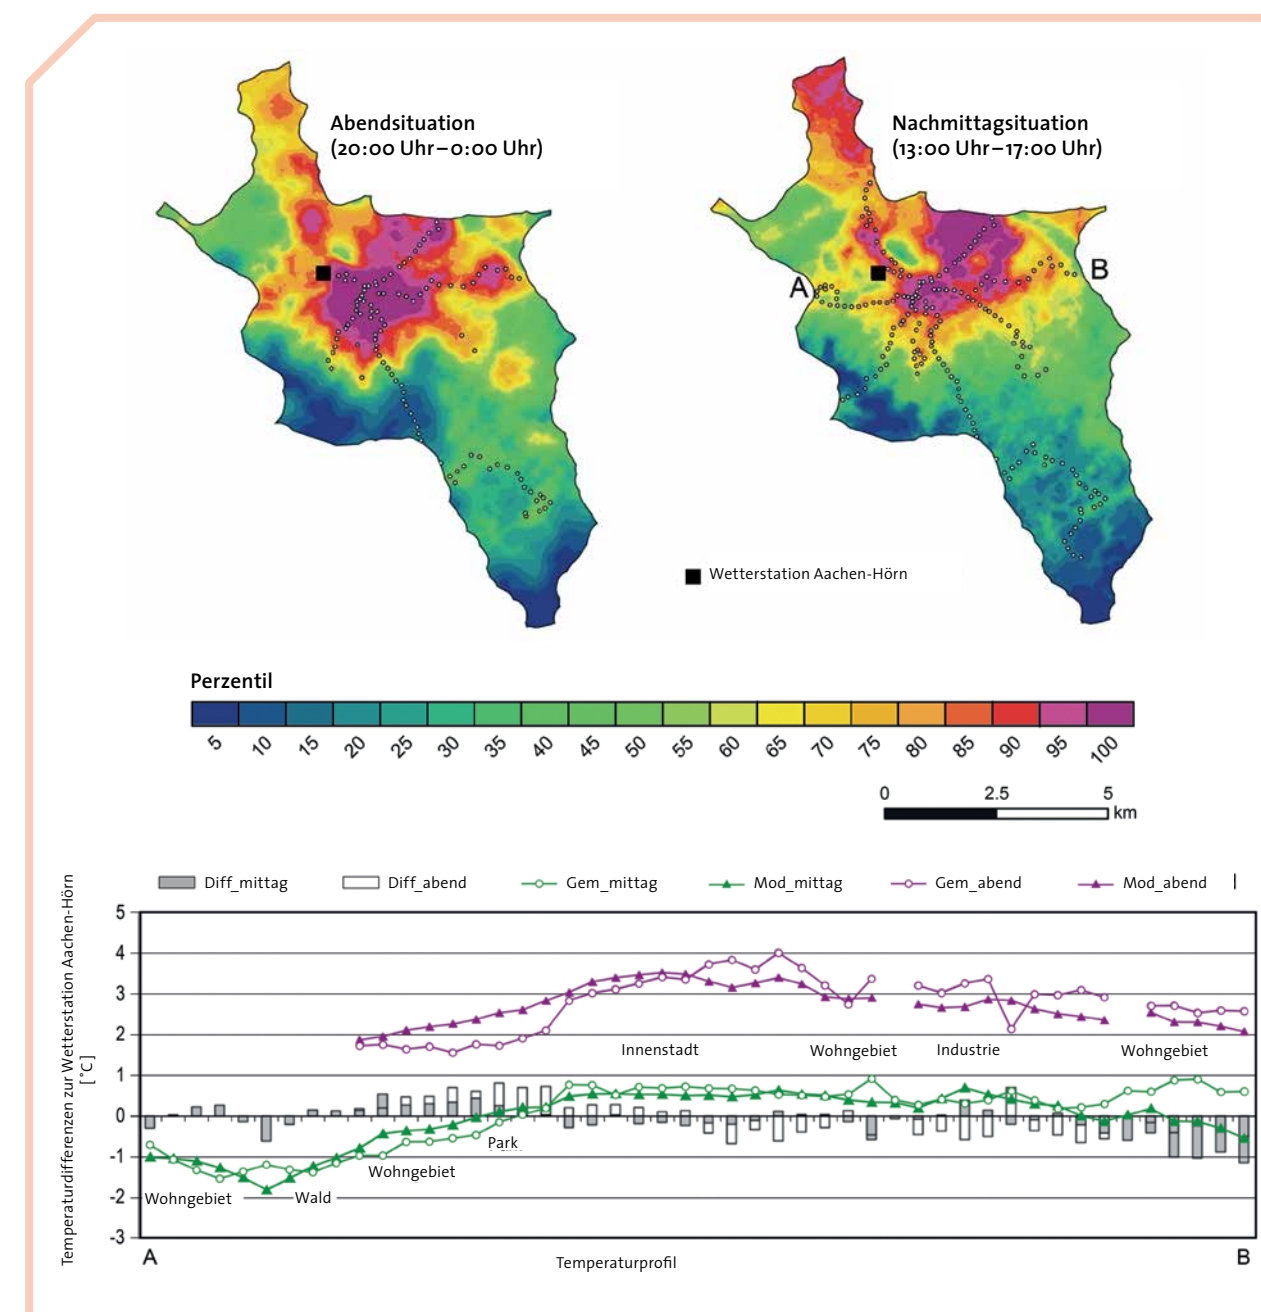 Abendsituation
(20:00 Uhr–0:00 Uhr)
Nachmittagsituation
(13:00 Uhr–17:00 Uhr)
A
B
Wetterstation Aachen-Hörn
Perzentil
5 10 15 20 25 30 35 40 45 50 55 60 65 70 75 80 85 90 95 100
0 2.5 5
km
Diff_mittag Diff_abend Gem_mittag Mod_mittag Gem_abend Mod_abend
Temperaturdifferenzen zur Wetterstation Aachen-Hörn
[°C]
5
4
3
2
1
0
-1
-2
-3
Innenstadt Wohngebiet Industrie Wohngebiet
Park
Wohngebiet
Wohngebiet Wald
A B
Temperaturprofil